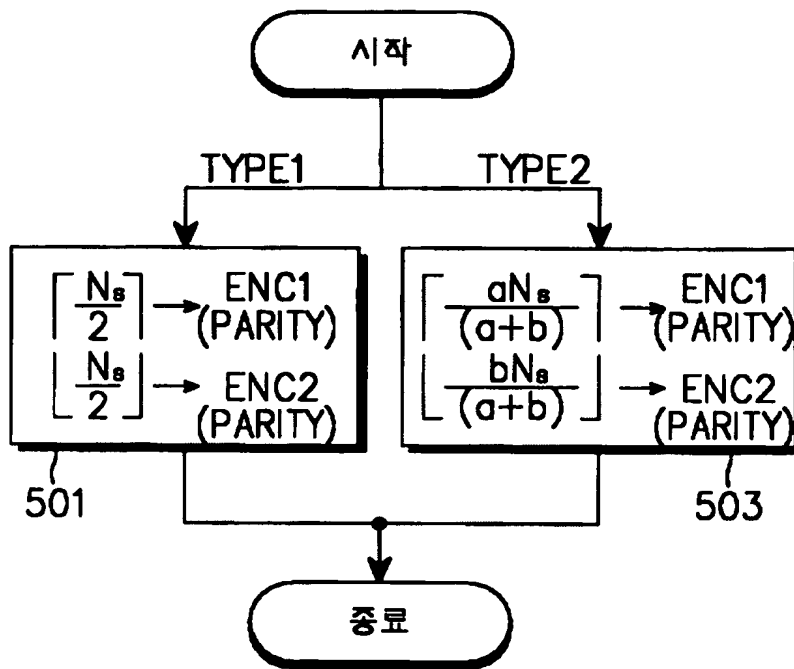 시작
TYPE1 TYPE2
⌈Ns/2⌉ → ENC1
(PARITY)
⌊Ns/2⌋ → ENC2
(PARITY)
⌈aNs/(a+b)⌉ → ENC1
(PARITY)
⌊bNs/(a+b)⌋ → ENC2
(PARITY)
501
503
종료